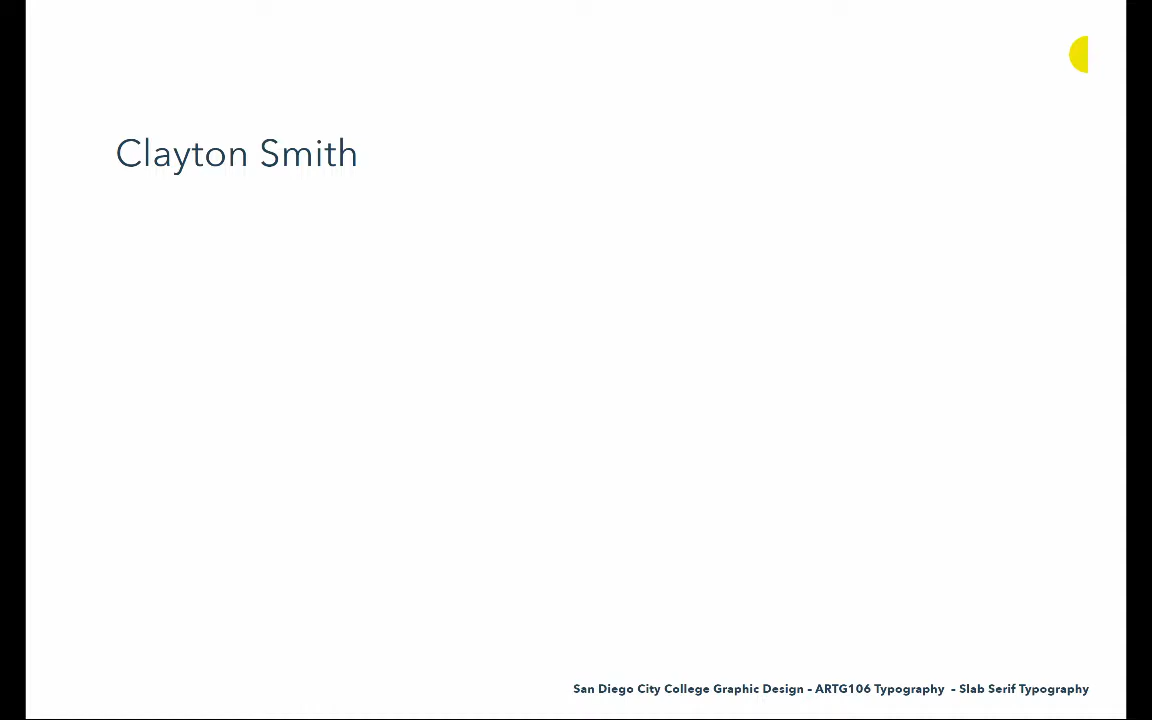 Clayton Smith
San Diego City College Graphic Design – ARTG106 Typography – Slab Serif Typography